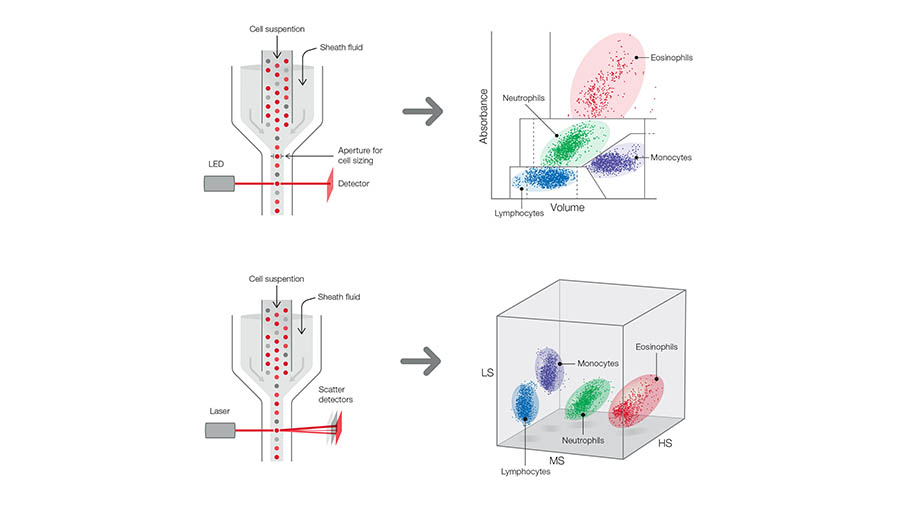 Cell suspention
Sheath fluid
Aperture for
cell sizing
LED
Detector
Absorbance
Eosinophils
Neutrophils
Monocytes
Lymphocytes
Volume
Cell suspention
Sheath fluid
Scatter
detectors
Laser
LS
Eosinophils
Monocytes
Neutrophils
HS
MS
Lymphocytes